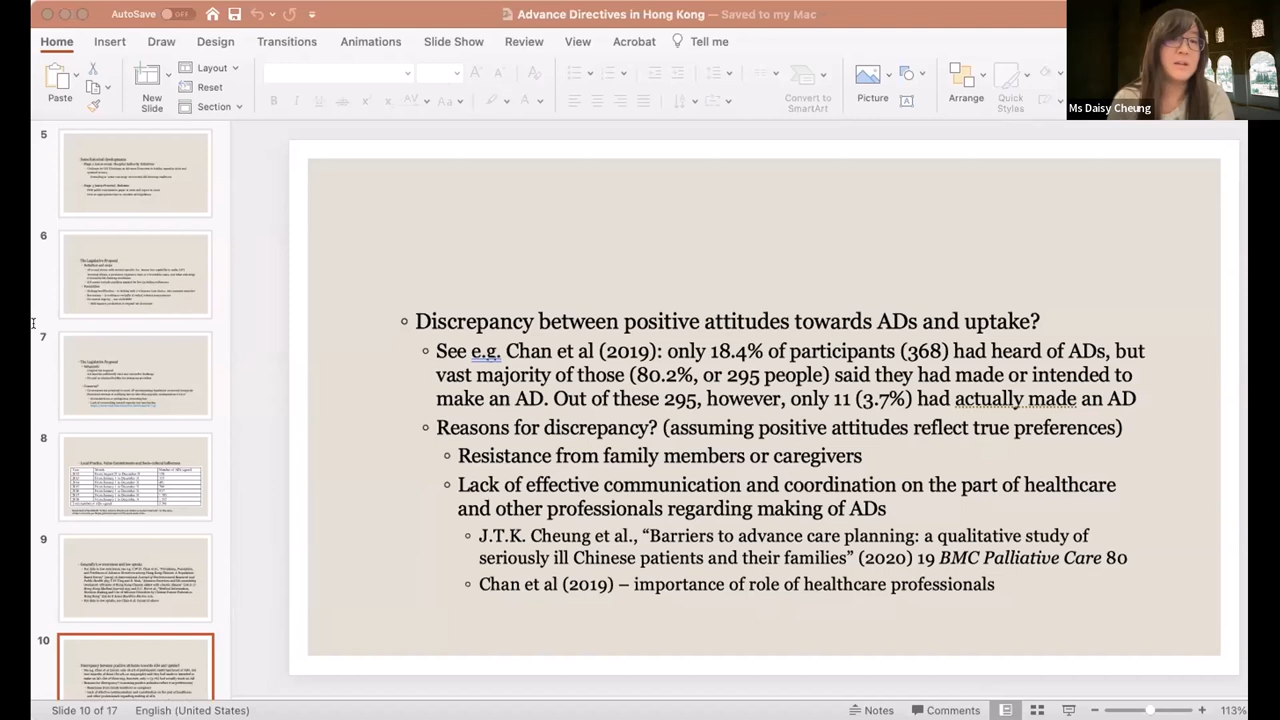 AutoSave OFF
Advance Directives in Hong Kong — Saved to my Mac
Home Insert Draw Design Transitions Animations Slide Show Review View Acrobat Tell me
Paste
New Slide
Layout
Reset
Section
Convert to SmartArt
Picture
Arrange
Quick Styles
Ms Daisy Cheung
5
6
The Legislative Proposal
7
The Legislative Proposal
8
9
10
◦ Discrepancy between positive attitudes towards ADs and uptake?
◦ See e.g. Chan et al (2019): only 18.4% of participants (368) had heard of ADs, but
vast majority of those (80.2%, or 295 people) said they had made or intended to
make an AD. Out of these 295, however, only 11 (3.7%) had actually made an AD
◦ Reasons for discrepancy? (assuming positive attitudes reflect true preferences)
◦ Resistance from family members or caregivers
◦ Lack of effective communication and coordination on the part of healthcare
and other professionals regarding making of ADs
◦ J.T.K. Cheung et al., “Barriers to advance care planning: a qualitative study of
seriously ill Chinese patients and their families” (2020) 19 BMC Palliative Care 80
◦ Chan et al (2019) – importance of role of healthcare professionals
Slide 10 of 17 English (United States) Notes Comments 113%